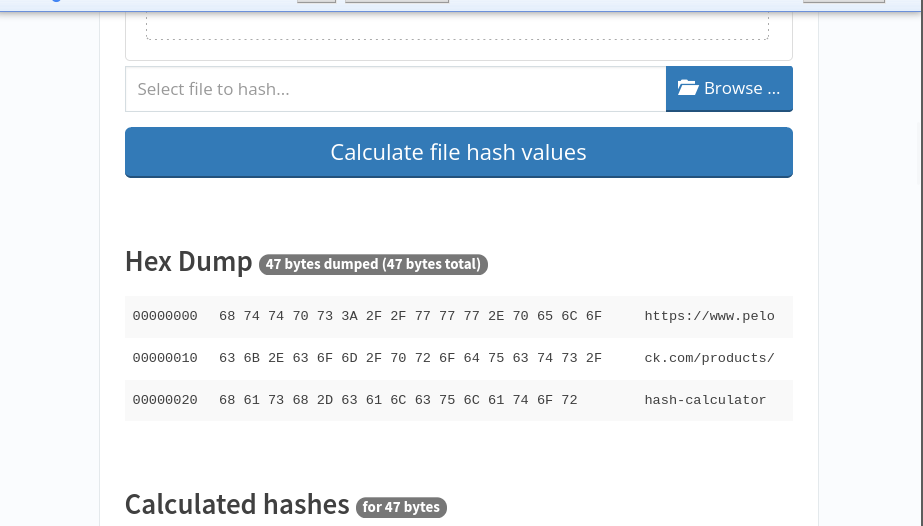 Select file to hash...
Browse ...
Calculate file hash values
Hex Dump 47 bytes dumped (47 bytes total)
00000000 68 74 74 70 73 3A 2F 2F 77 77 77 2E 70 65 6C 6F https://www.pelo
00000010 63 6B 2E 63 6F 6D 2F 70 72 6F 64 75 63 74 73 2F ck.com/products/
00000020 68 61 73 68 2D 63 61 6C 63 75 6C 61 74 6F 72 hash-calculator
Calculated hashes for 47 bytes